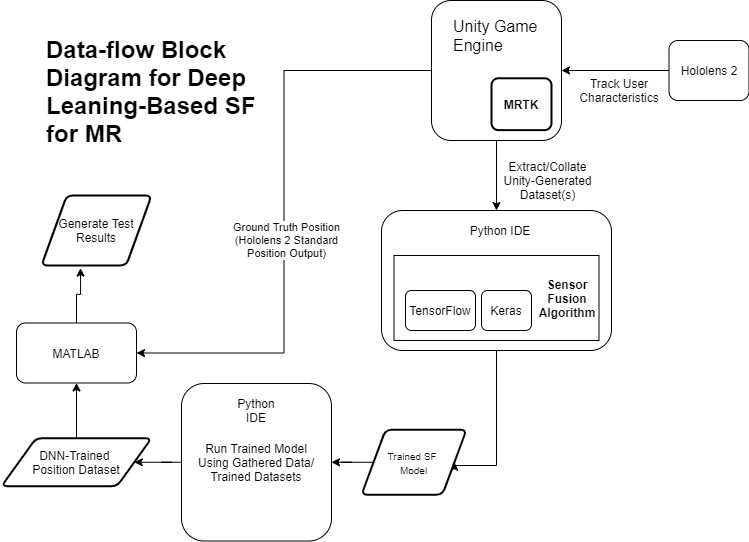 Data-flow Block
Diagram for Deep
Leaning-Based SF
for MR
Unity Game
Engine
MRTK
Hololens 2
Track User
Characteristics
Extract/Collate
Unity-Generated
Dataset(s)
Ground Truth Position
(Hololens 2 Standard
Position Output)
Python IDE
TensorFlow
Keras
Sensor
Fusion
Algorithm
Generate Test
Results
MATLAB
DNN-Trained
Position Dataset
Python
IDE
Run Trained Model
Using Gathered Data/
Trained Datasets
Trained SF
Model